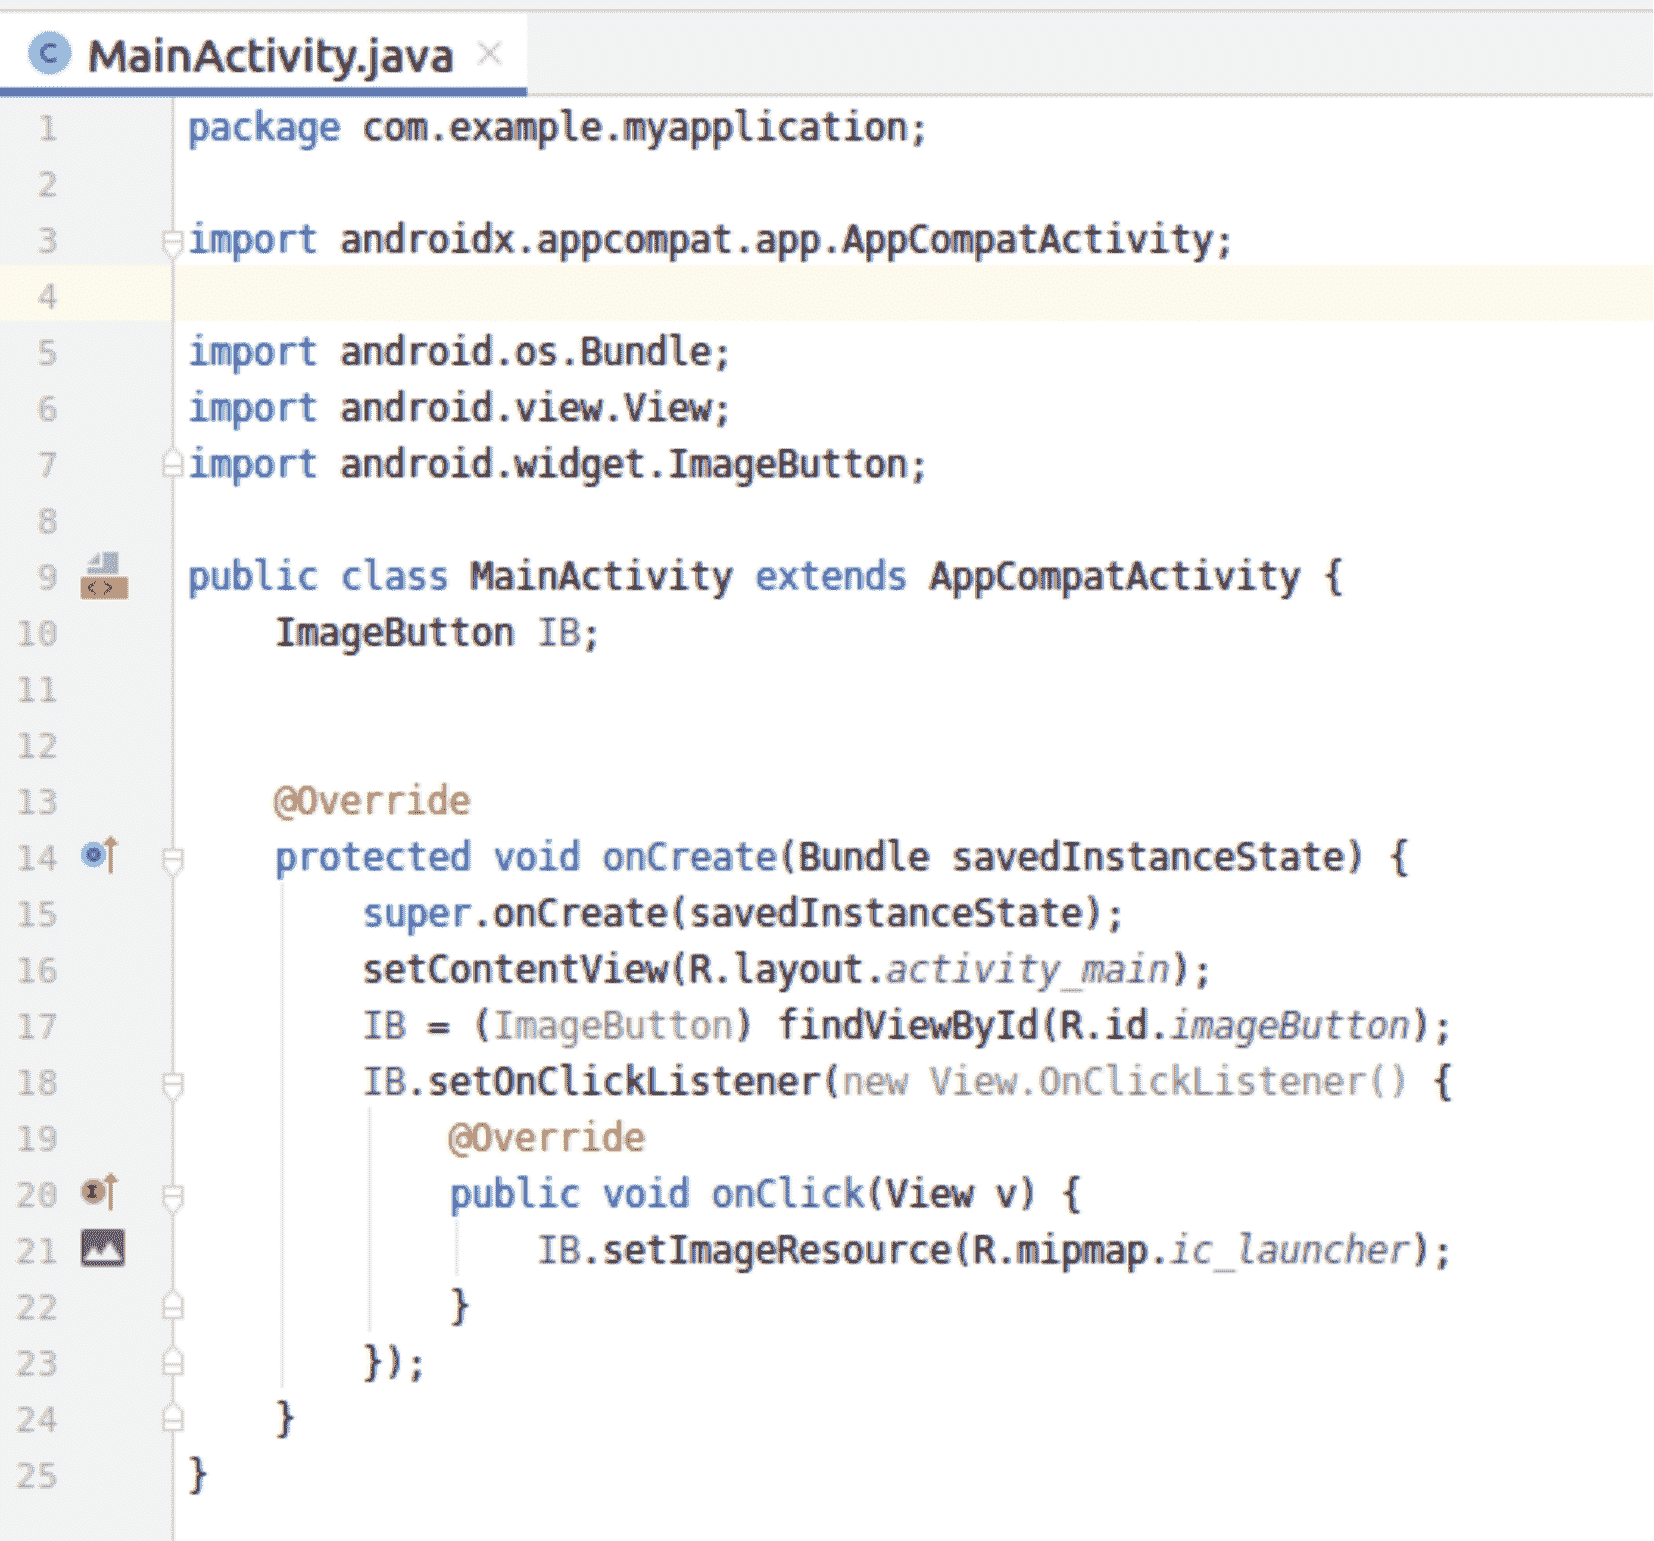 MainActivity.java
1 package com.example.myapplication;
2
3 import androidx.appcompat.app.AppCompatActivity;
4
5 import android.os.Bundle;
6 import android.view.View;
7 import android.widget.ImageButton;
8
9 public class MainActivity extends AppCompatActivity {
10     ImageButton IB;
11
12
13     @Override
14     protected void onCreate(Bundle savedInstanceState) {
15         super.onCreate(savedInstanceState);
16         setContentView(R.layout.activity_main);
17         IB = (ImageButton) findViewById(R.id.imageButton);
18         IB.setOnClickListener(new View.OnClickListener() {
19             @Override
20             public void onClick(View v) {
21                 IB.setImageResource(R.mipmap.ic_launcher);
22             }
23         });
24     }
25 }